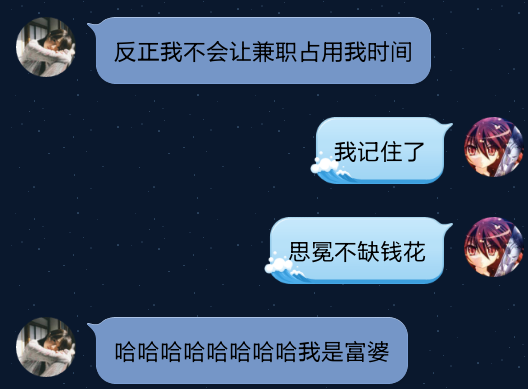 反正我不会让兼职占用我时间
我记住了
思冕不缺钱花
哈哈哈哈哈哈哈哈我是富婆